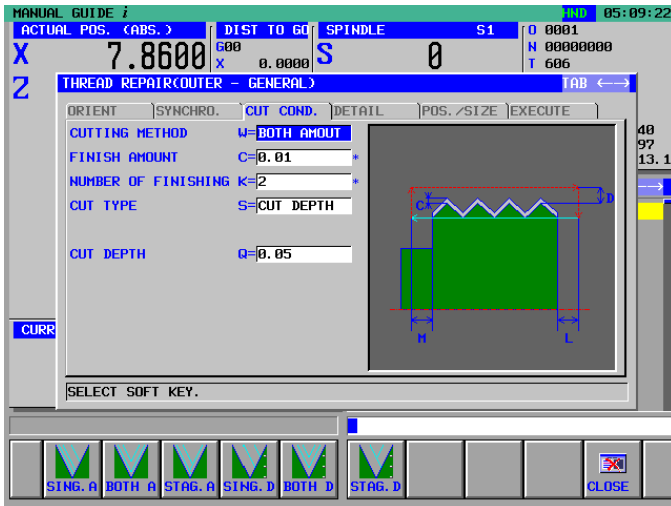 MANUAL GUIDE i HND 05:09:22
ACTUAL POS. (ABS.) DIST TO GO SPINDLE S1 O 0001
X 7.8600 G00 X 0.0000 S 0 N 00000000
T 606
Z
THREAD REPAIR(OUTER - GENERAL) TAB ←→
ORIENT SYNCHRO. CUT COND. DETAIL POS./SIZE EXECUTE
CUTTING METHOD W=BOTH AMOUT
FINISH AMOUNT C=0.01 *
NUMBER OF FINISHING K=2 *
CUT TYPE S=CUT DEPTH
CUT DEPTH Q=0.05
C D
M L
40
97
13.1
→
CURR
SELECT SOFT KEY.
SING.A BOTH A STAG.A SING.D BOTH D STAG.D CLOSE